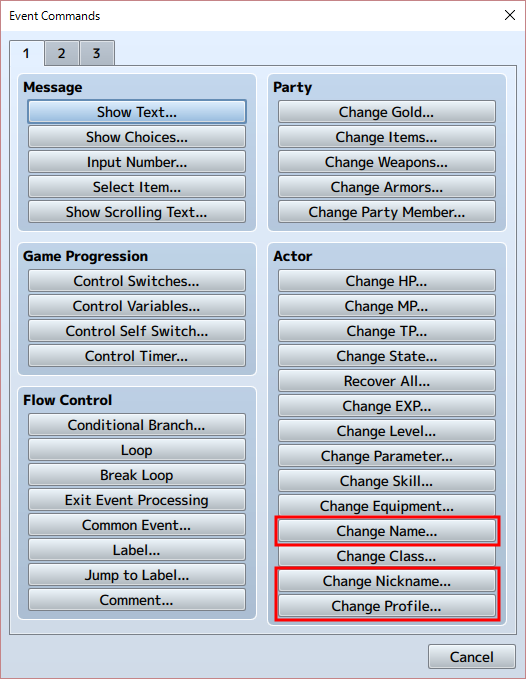 Event Commands
1 2 3
Message
Show Text...
Show Choices...
Input Number...
Select Item...
Show Scrolling Text...
Game Progression
Control Switches...
Control Variables...
Control Self Switch...
Control Timer...
Flow Control
Conditional Branch...
Loop
Break Loop
Exit Event Processing
Common Event...
Label...
Jump to Label...
Comment...
Party
Change Gold...
Change Items...
Change Weapons...
Change Armors...
Change Party Member...
Actor
Change HP...
Change MP...
Change TP...
Change State...
Recover All...
Change EXP...
Change Level...
Change Parameter...
Change Skill...
Change Equipment...
Change Name...
Change Class...
Change Nickname...
Change Profile...
Cancel